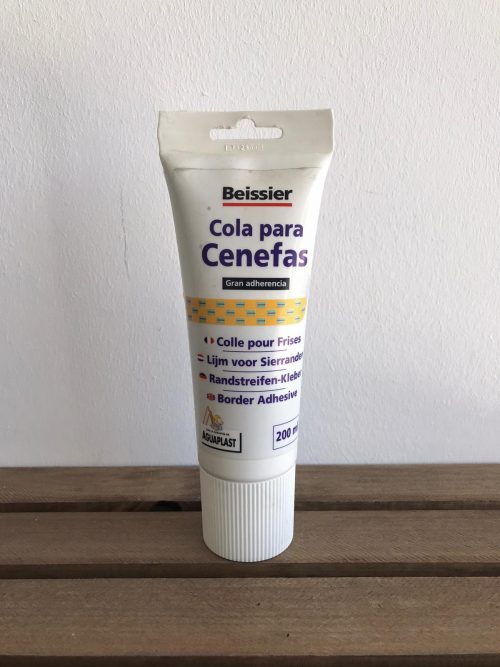 Beissier
Cola para
Cenefas
Gran adherencia
Colle pour Frises
Lijm voor Sierranden
Randstreifen-Kleber
Border Adhesive
AGUAPLAST
200 ml